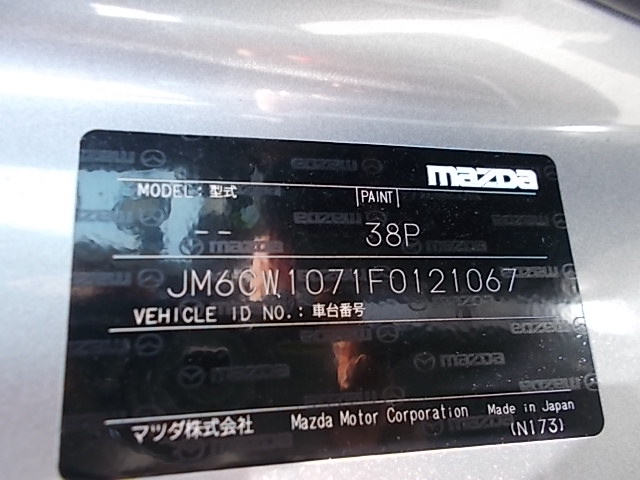 mazda
MODEL: 型式 PAINT
-- 38P
JM6CW1071F0121067
VEHICLE ID NO.: 車台番号
マツダ株式会社 Mazda Motor Corporation Made in Japan
(N173)